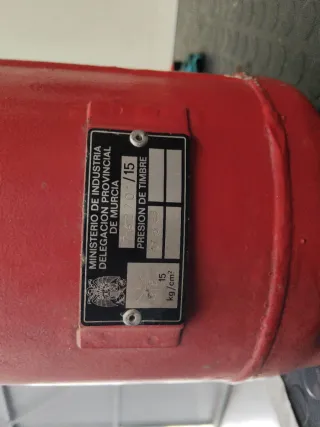 MINISTERIO DE INDUSTRIA
DELEGACION PROVINCIAL
DE MURCIA
/15
PRESION DE TIMBRE
15
kg/cm²